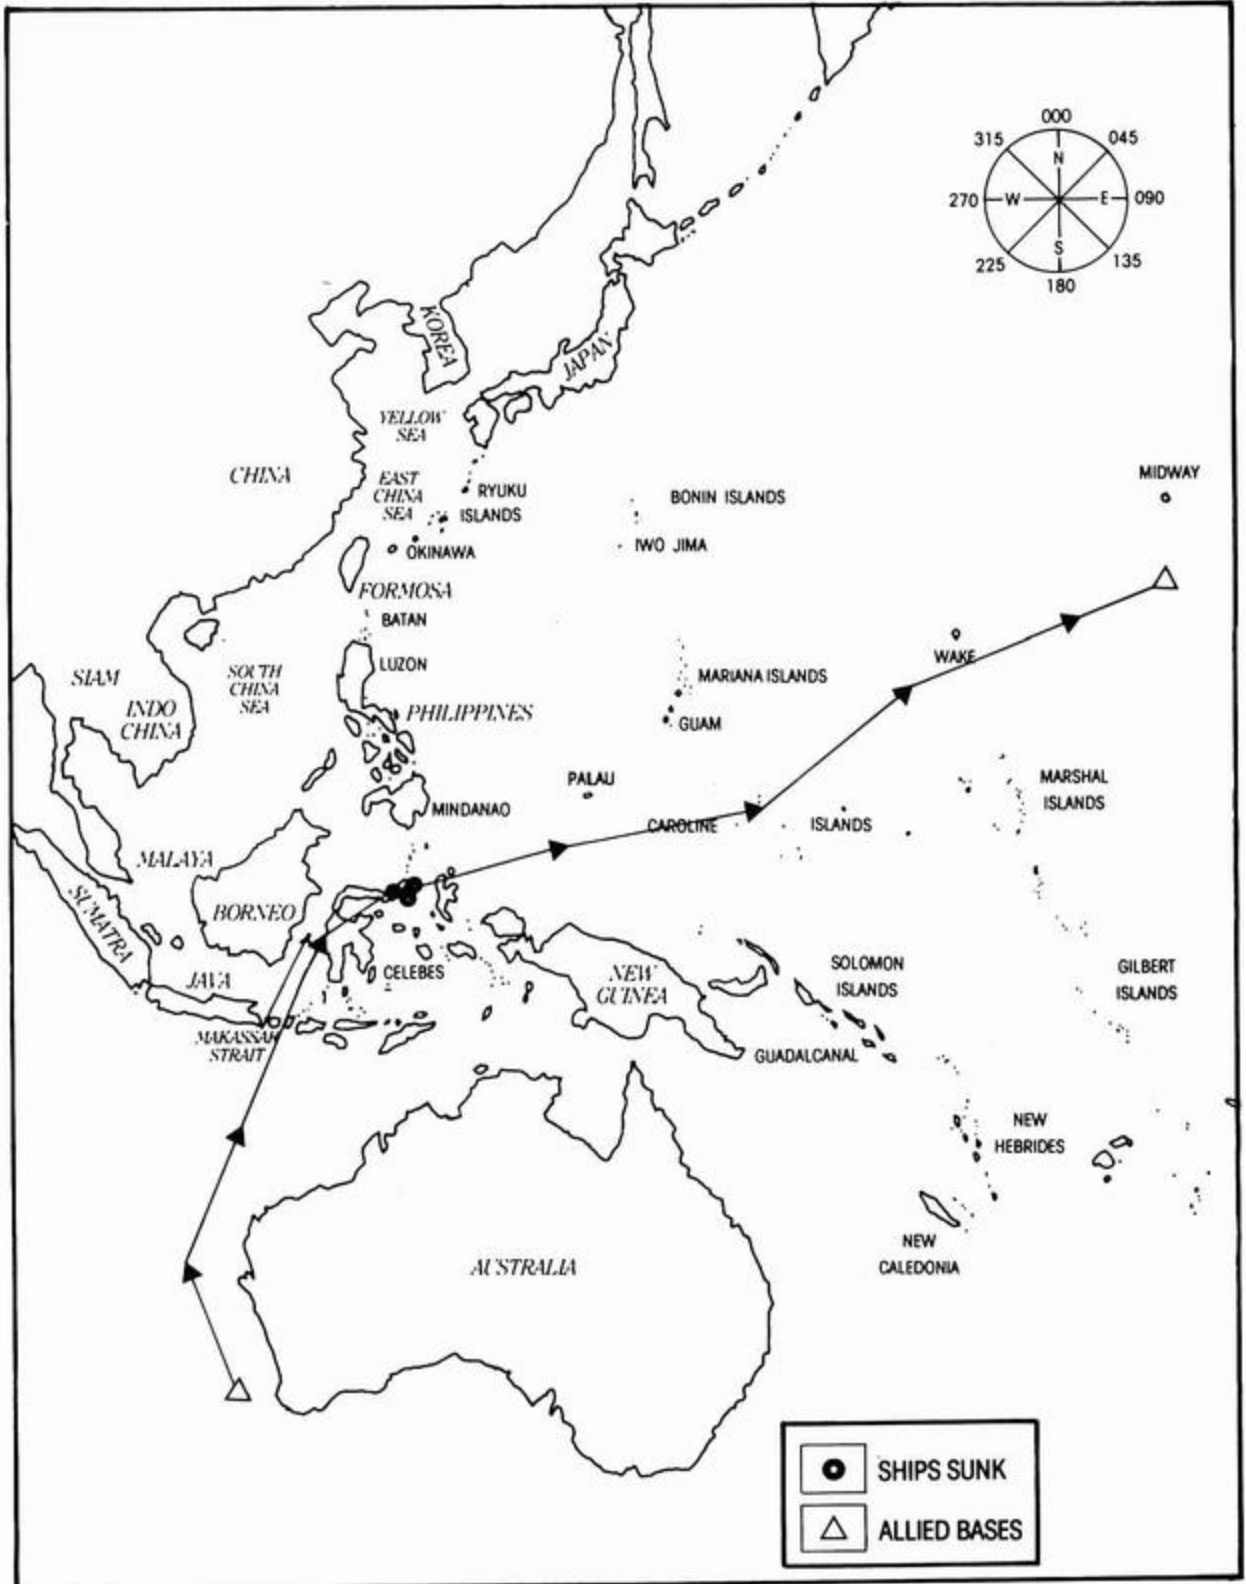 000
315
045
N
270
W
E
090
S
225
135
180
KOREA
JAPAN
YELLOW
SEA
CHINA
EAST
CHINA
SEA
RYUKU
ISLANDS
BONIN ISLANDS
MIDWAY
OKINAWA
IWO JIMA
FORMOSA
BATAN
LUZON
WAKE
SIAM
SOUTH
CHINA
SEA
MARIANA ISLANDS
INDO
CHINA
PHILIPPINES
GUAM
PALAU
MARSHAL
ISLANDS
MINDANAO
CAROLINE
ISLANDS
MALAYA
SUMATRA
BORNEO
CELEBES
NEW
GUINEA
SOLOMON
ISLANDS
GILBERT
ISLANDS
JAVA
MAKASSAR
STRAIT
GUADALCANAL
NEW
HEBRIDES
NEW
CALEDONIA
AUSTRALIA
SHIPS SUNK
ALLIED BASES